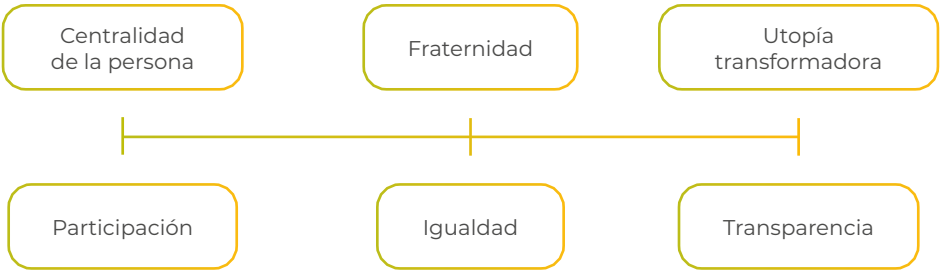 Centralidad
de la persona
Fraternidad
Utopía
transformadora
Participación
Igualdad
Transparencia